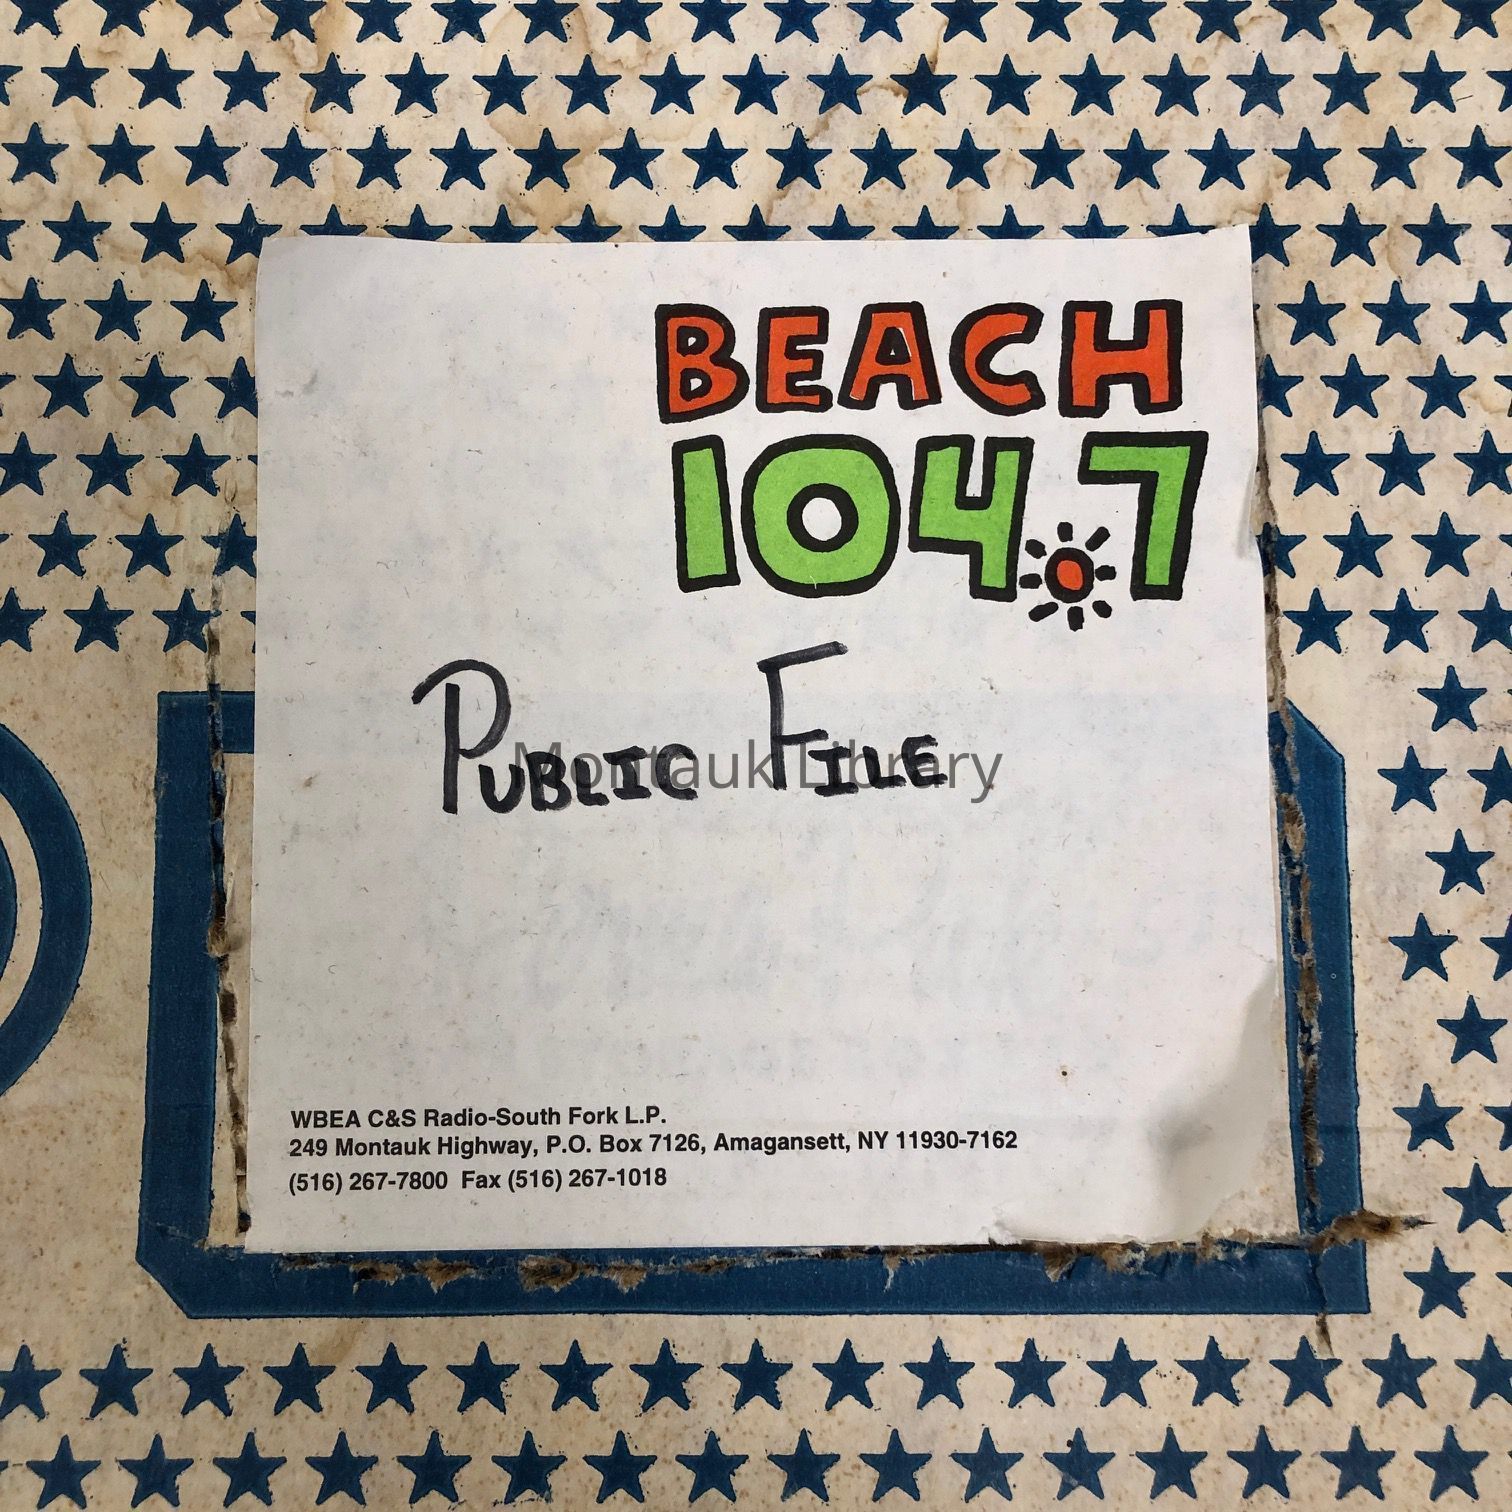 BEACH
104.7
PUBLIC FILE
Montauk Library
WBEA C&S Radio-South Fork L.P.
249 Montauk Highway, P.O. Box 7126, Amagansett, NY 11930-7162
(516) 267-7800 Fax (516) 267-1018